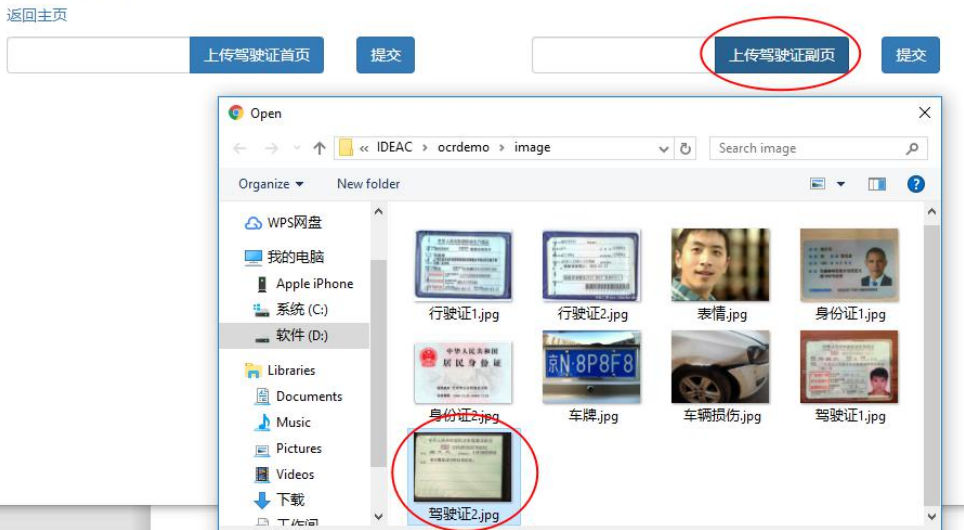 返回主页
上传驾驶证首页 提交 上传驾驶证副页 提交
Open
« IDEAC › ocrdemo › image
Search image
Organize
New folder
WPS网盘
我的电脑
Apple iPhone
系统 (C:)
软件 (D:)
Libraries
Documents
Music
Pictures
Videos
下载
工作间
行驶证1.jpg 行驶证2.jpg 表情.jpg 身份证1.jpg
中华人民共和国
居民身份证
京N·8P8F8
身份证2.jpg 车牌.jpg 车辆损伤.jpg 驾驶证1.jpg
驾驶证2.jpg